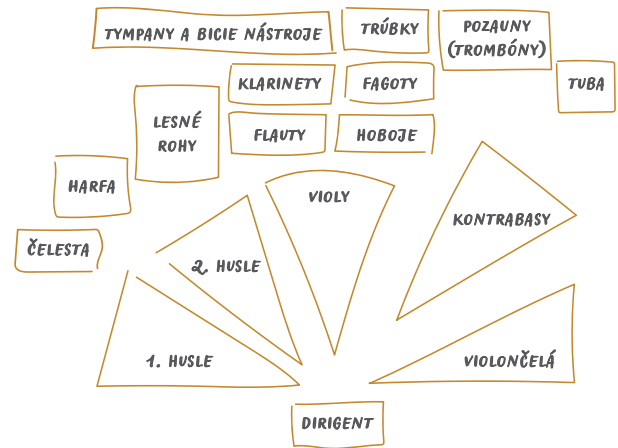 TYMPANY A BICIE NÁSTROJE
TRÚBKY
POZAUNY
(TROMBÓNY)
KLARINETY
FAGOTY
TUBA
LESNÉ
ROHY
FLAUTY
HOBOJE
HARFA
VIOLY
KONTRABASY
ČELESTA
2. HUSLE
1. HUSLE
VIOLONČELÁ
DIRIGENT